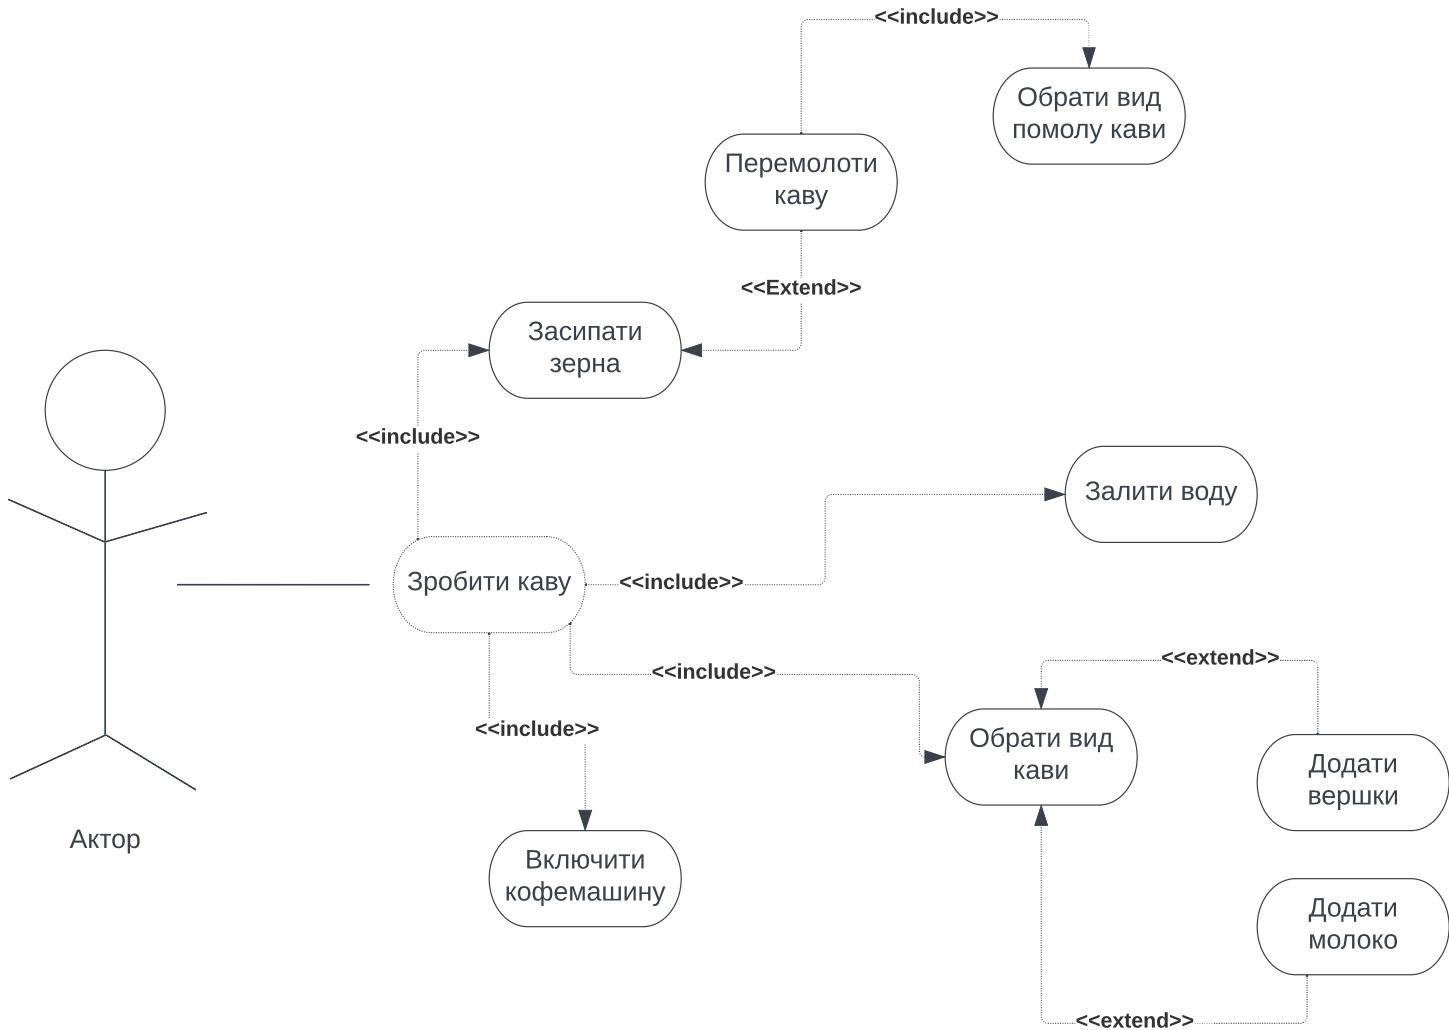 <<include>>
Обрати вид
помолу кави
Перемолоти
каву
<<Extend>>
Засипати
зерна
<<include>>
Залити воду
Зробити каву
<<include>>
<<extend>>
<<include>>
<<include>>
Обрати вид
кави
Додати
вершки
Актор
Включити
кофемашину
Додати
молоко
<<extend>>